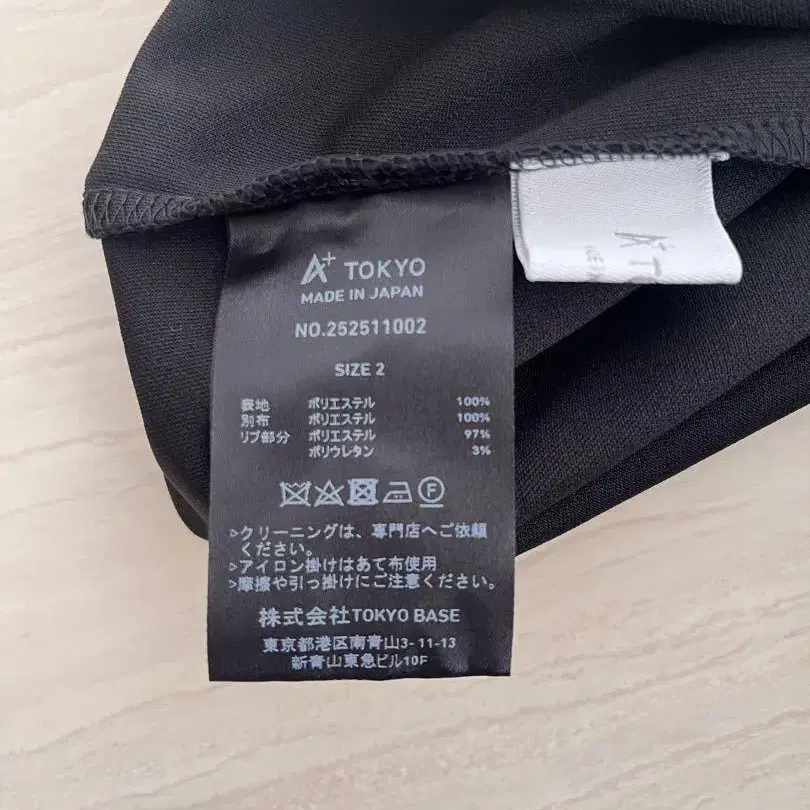 A+ TOKYO
MADE IN JAPAN
NO.252511002
SIZE 2
表地 ポリエステル 100%
別布 ポリエステル 100%
リブ部分 ポリエステル 97%
ポリウレタン 3%
F
>クリーニングは、専門店へご依頼
ください。
>アイロン掛けはあて布使用
>摩擦や引っ掛けにご注意ください。
株式会社TOKYO BASE
東京都港区南青山3-11-13
新青山東急ビル10F